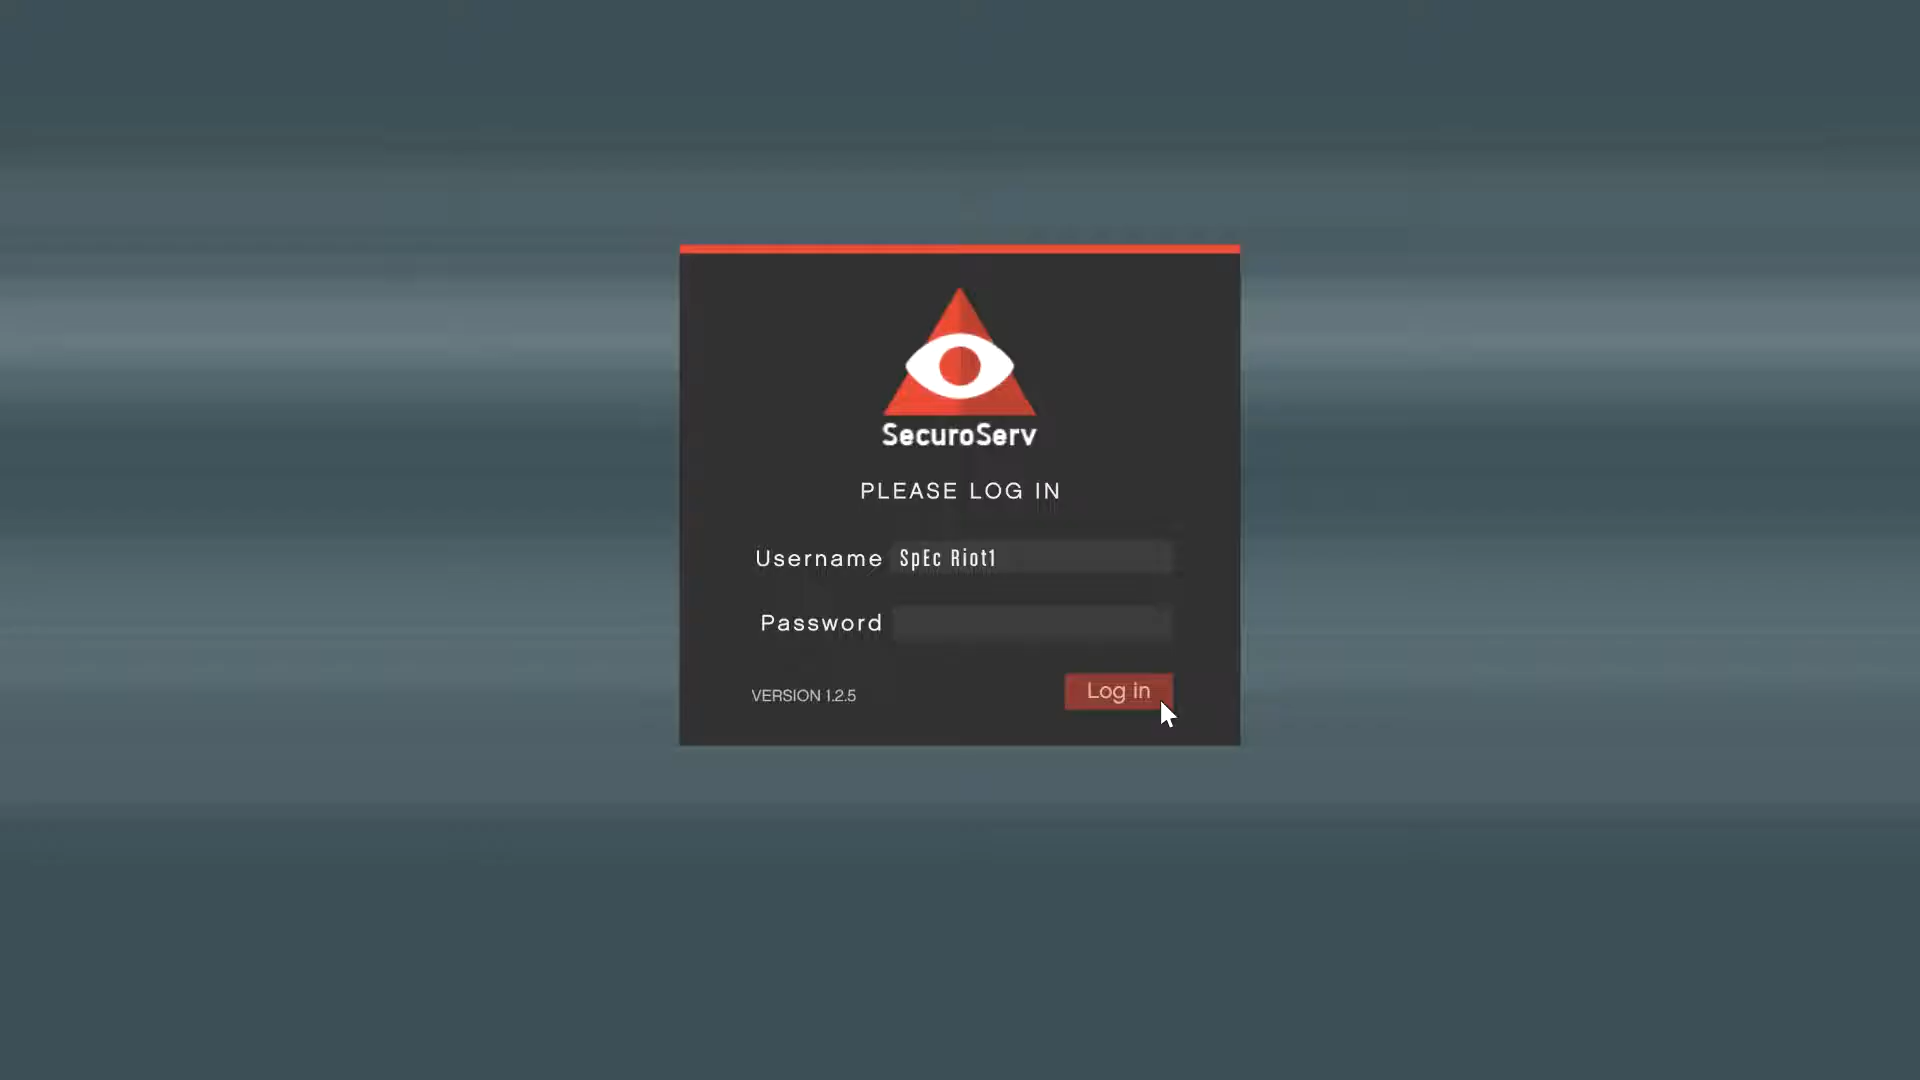 SecuroServ
PLEASE LOG IN
Username SpEc Riot1
Password
VERSION 1.2.5 Log in